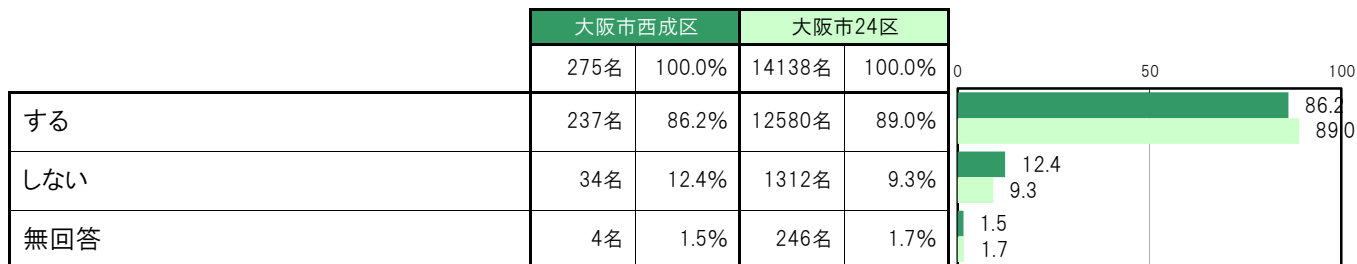 大阪市西成区 大阪市24区
275名 100.0% 14138名 100.0% 0 50 100
する 237名 86.2% 12580名 89.0% 86.2
89.0
しない 34名 12.4% 1312名 9.3% 12.4
9.3
無回答 4名 1.5% 246名 1.7% 1.5
1.7